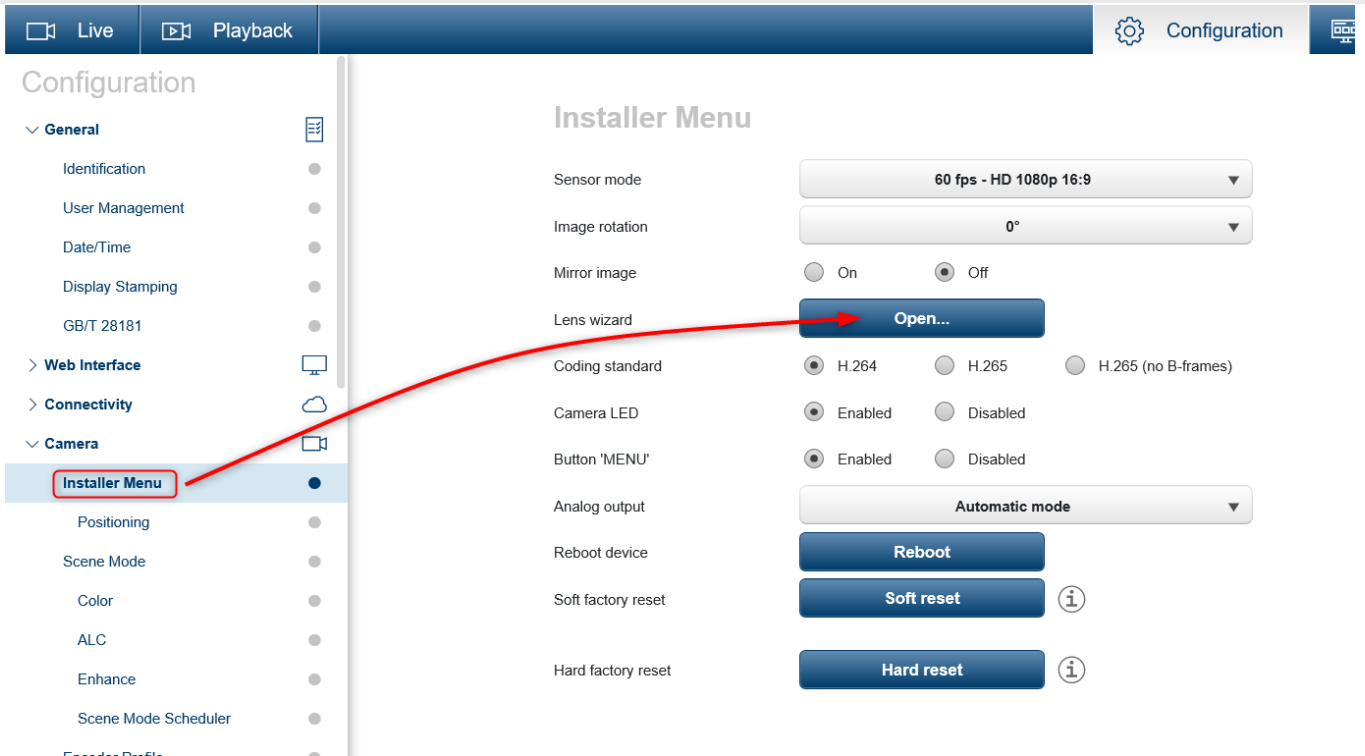 Live Playback Configuration
Configuration
General
Identification
User Management
Date/Time
Display Stamping
GB/T 28181
Web Interface
Connectivity
Camera
Installer Menu
Positioning
Scene Mode
Color
ALC
Enhance
Scene Mode Scheduler
Encoder Profile
Installer Menu
Sensor mode 60 fps - HD 1080p 16:9
Image rotation 0°
Mirror image On Off
Lens wizard Open...
Coding standard H.264 H.265 H.265 (no B-frames)
Camera LED Enabled Disabled
Button 'MENU' Enabled Disabled
Analog output Automatic mode
Reboot device Reboot
Soft factory reset Soft reset
Hard factory reset Hard reset